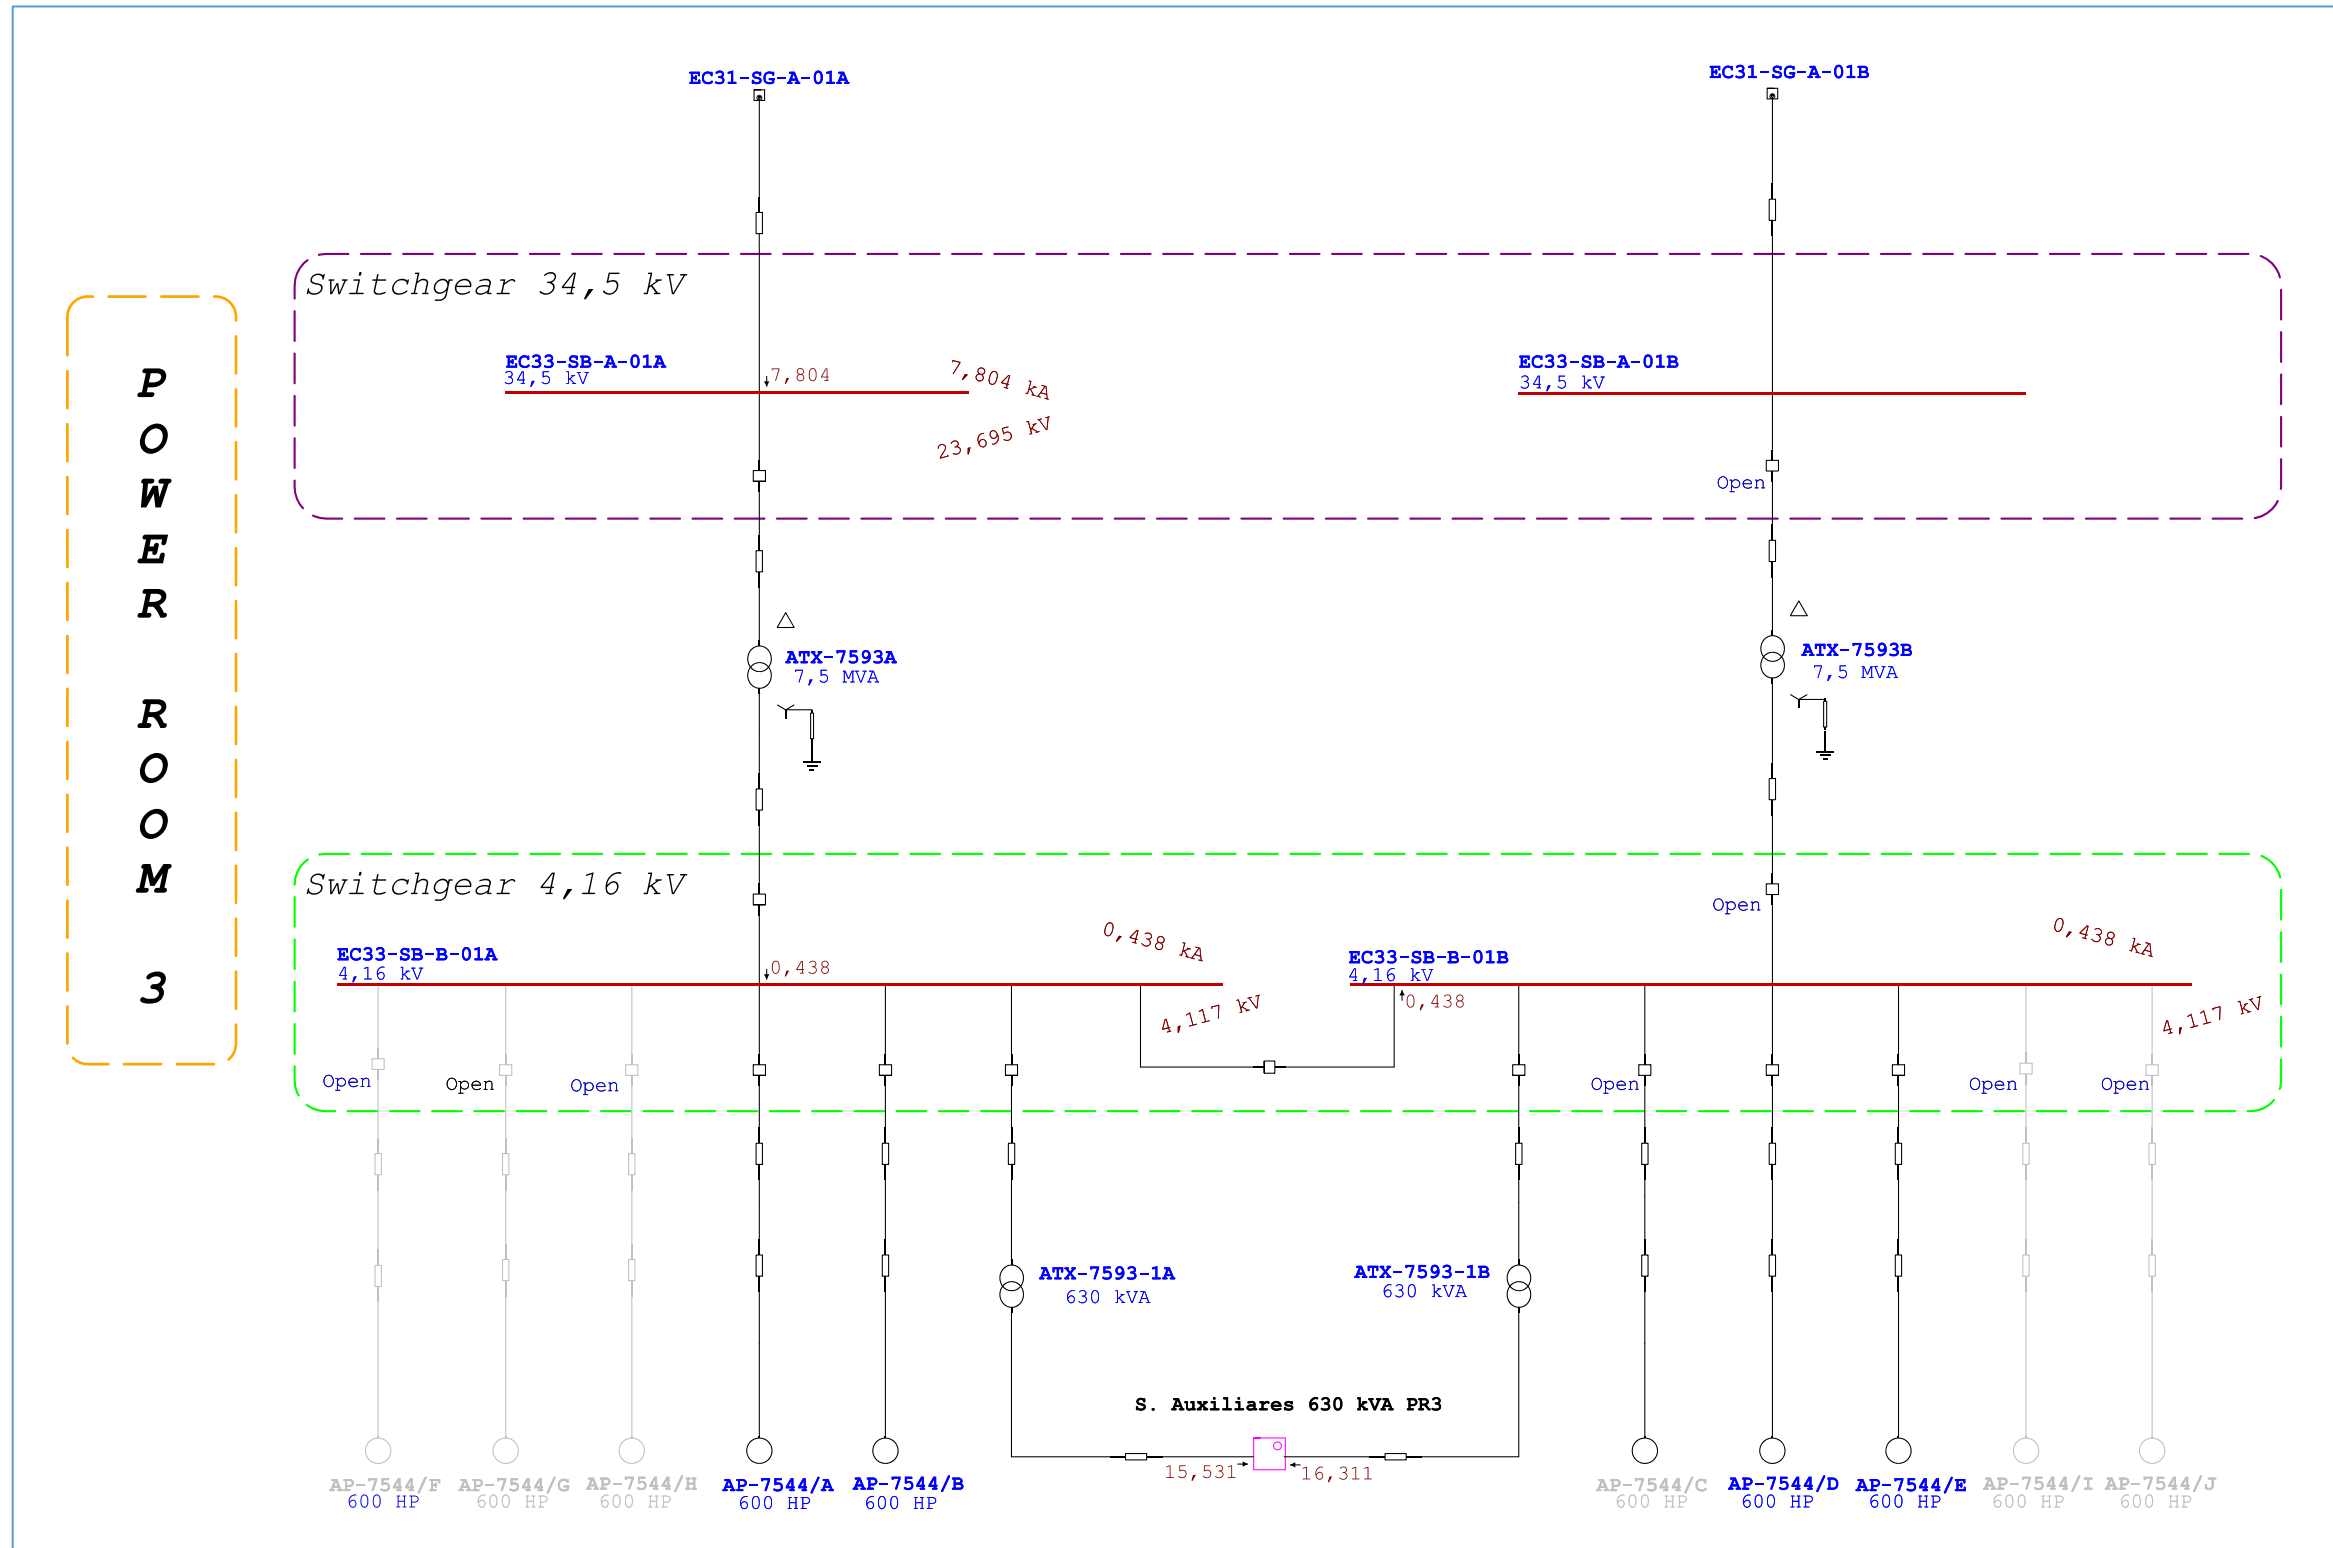 EC31-SG-A-01A
EC31-SG-A-01B
POWER ROOM 3
Switchgear 34,5 kV
EC33-SB-A-01A
34,5 kV
7,804
7,804 kA
23,695 kV
EC33-SB-A-01B
34,5 kV
Open
ATX-7593A
7,5 MVA
ATX-7593B
7,5 MVA
Switchgear 4,16 kV
Open
EC33-SB-B-01A
4,16 kV
0,438
0,438 kA
4,117 kV
EC33-SB-B-01B
4,16 kV
0,438
0,438 kA
4,117 kV
Open
Open
Open
Open
Open
Open
ATX-7593-1A
630 kVA
ATX-7593-1B
630 kVA
S. Auxiliares 630 kVA PR3
15,531
16,311
AP-7544/F
600 HP
AP-7544/G
600 HP
AP-7544/H
600 HP
AP-7544/A
600 HP
AP-7544/B
600 HP
AP-7544/C
600 HP
AP-7544/D
600 HP
AP-7544/E
600 HP
AP-7544/I
600 HP
AP-7544/J
600 HP